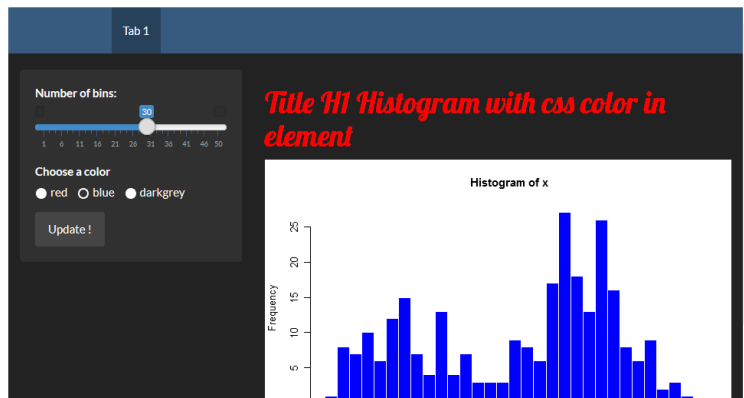 Tab 1
Number of bins:
30
1 6 11 16 21 26 31 36 41 46 50
Choose a color
red blue darkgrey
Update !
Title H1 Histogram with css color in
element
Histogram of x
Frequency
25
20
15
10
5